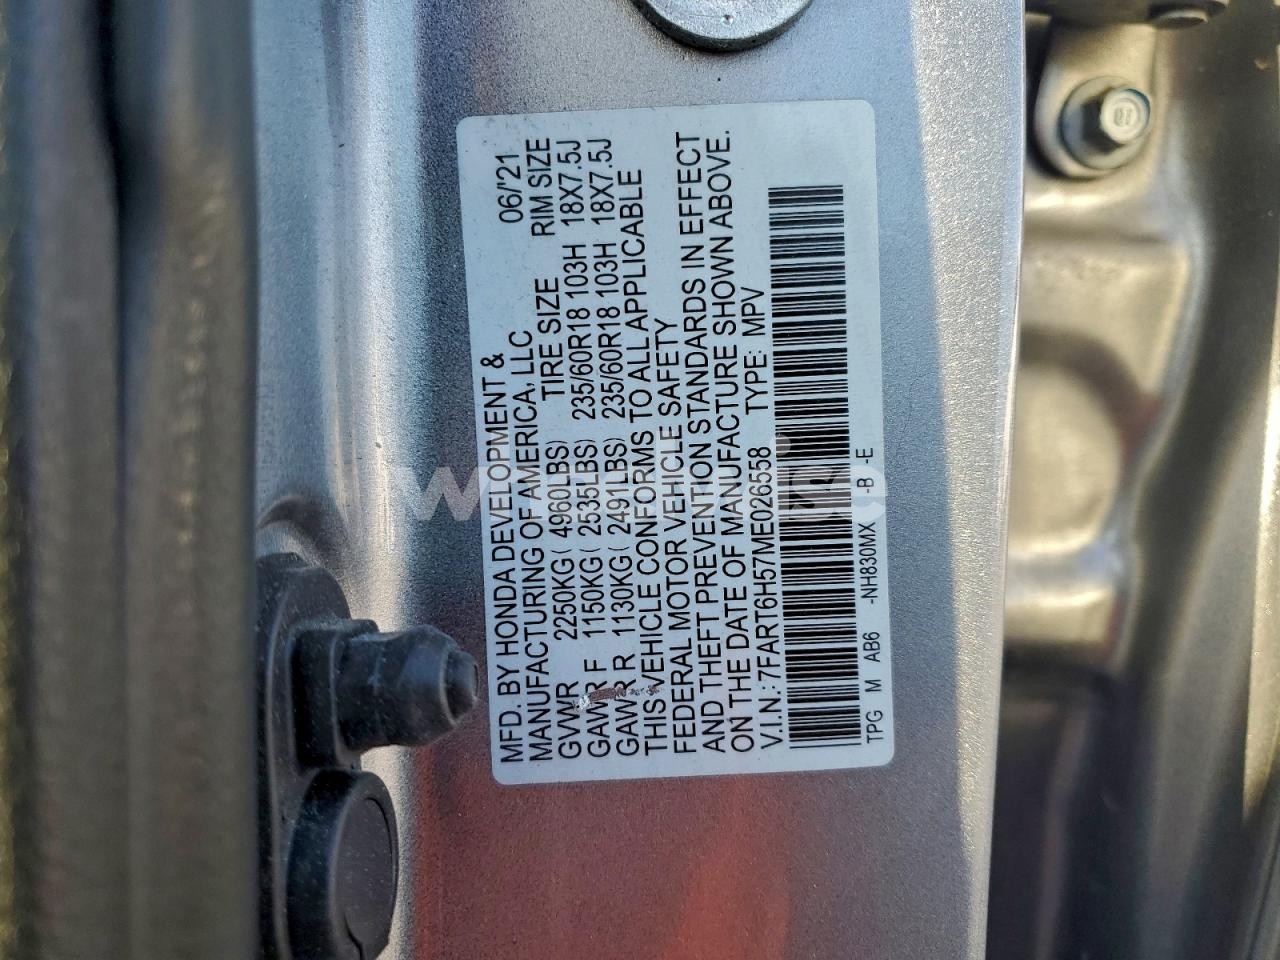 MFD. BY HONDA DEVELOPMENT &
MANUFACTURING OF AMERICA, LLC 06/'21
GVWR 2250KG( 4960LBS) TIRE SIZE RIM SIZE
GAWR F 1150KG( 2535LBS) 235/60R18 103H 18X7.5J
GAWR R 1130KG( 2491LBS) 235/60R18 103H 18X7.5J
THIS VEHICLE CONFORMS TO ALL APPLICABLE
FEDERAL MOTOR VEHICLE SAFETY
AND THEFT PREVENTION STANDARDS IN EFFECT
ON THE DATE OF MANUFACTURE SHOWN ABOVE.
V.I.N.: 7FART6H57ME026558 TYPE: MPV
TPG M AB6 -NH830MX -B -E